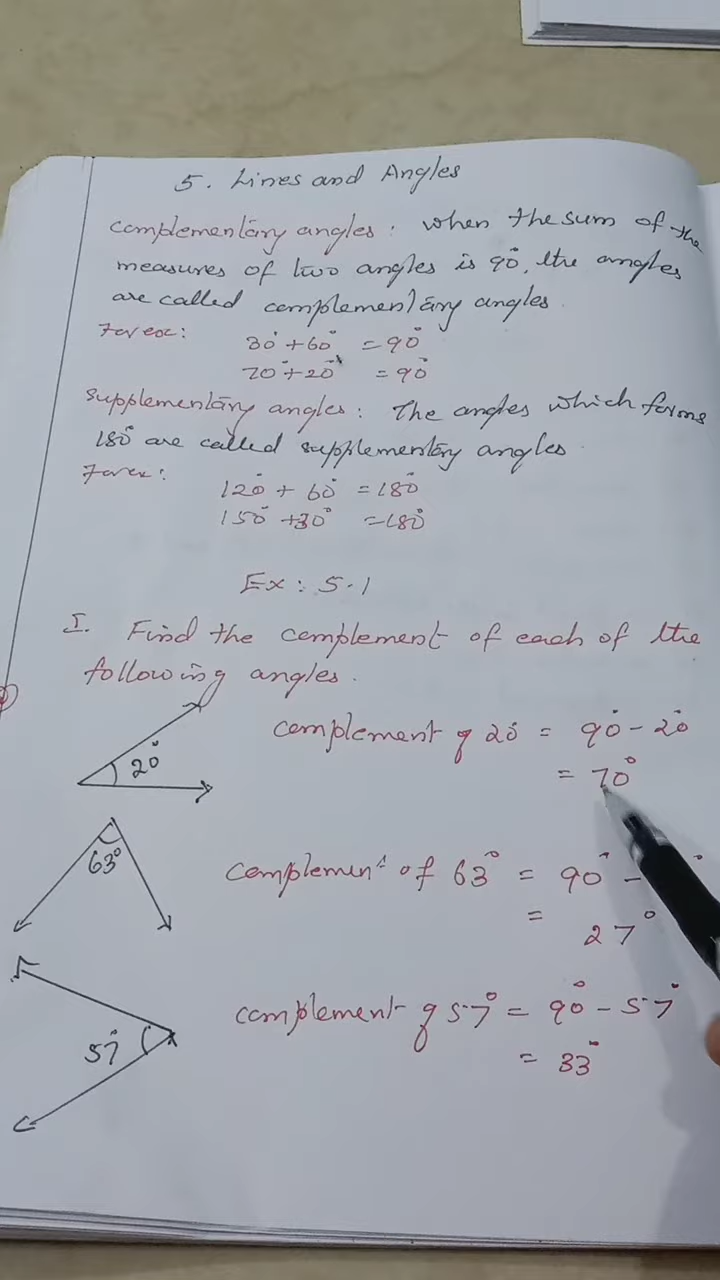 5. Lines and Angles
Complementary angles: when the sum of the
measures of two angles is 90°, the angles
are called complementary angles.
For ex:
30° + 60° = 90°
70° + 20° = 90°
Supplementary angles: The angles which forms
180° are called supplementary angles.
For ex:
120° + 60° = 180°
150° + 30° = 180°
Ex: 5.1
I. Find the complement of each of the
following angles.
20°
complement of 20° = 90° - 20°
= 70°
63°
complement of 63° = 90° -
= 27°
57°
complement of 57° = 90° - 57°
= 33°